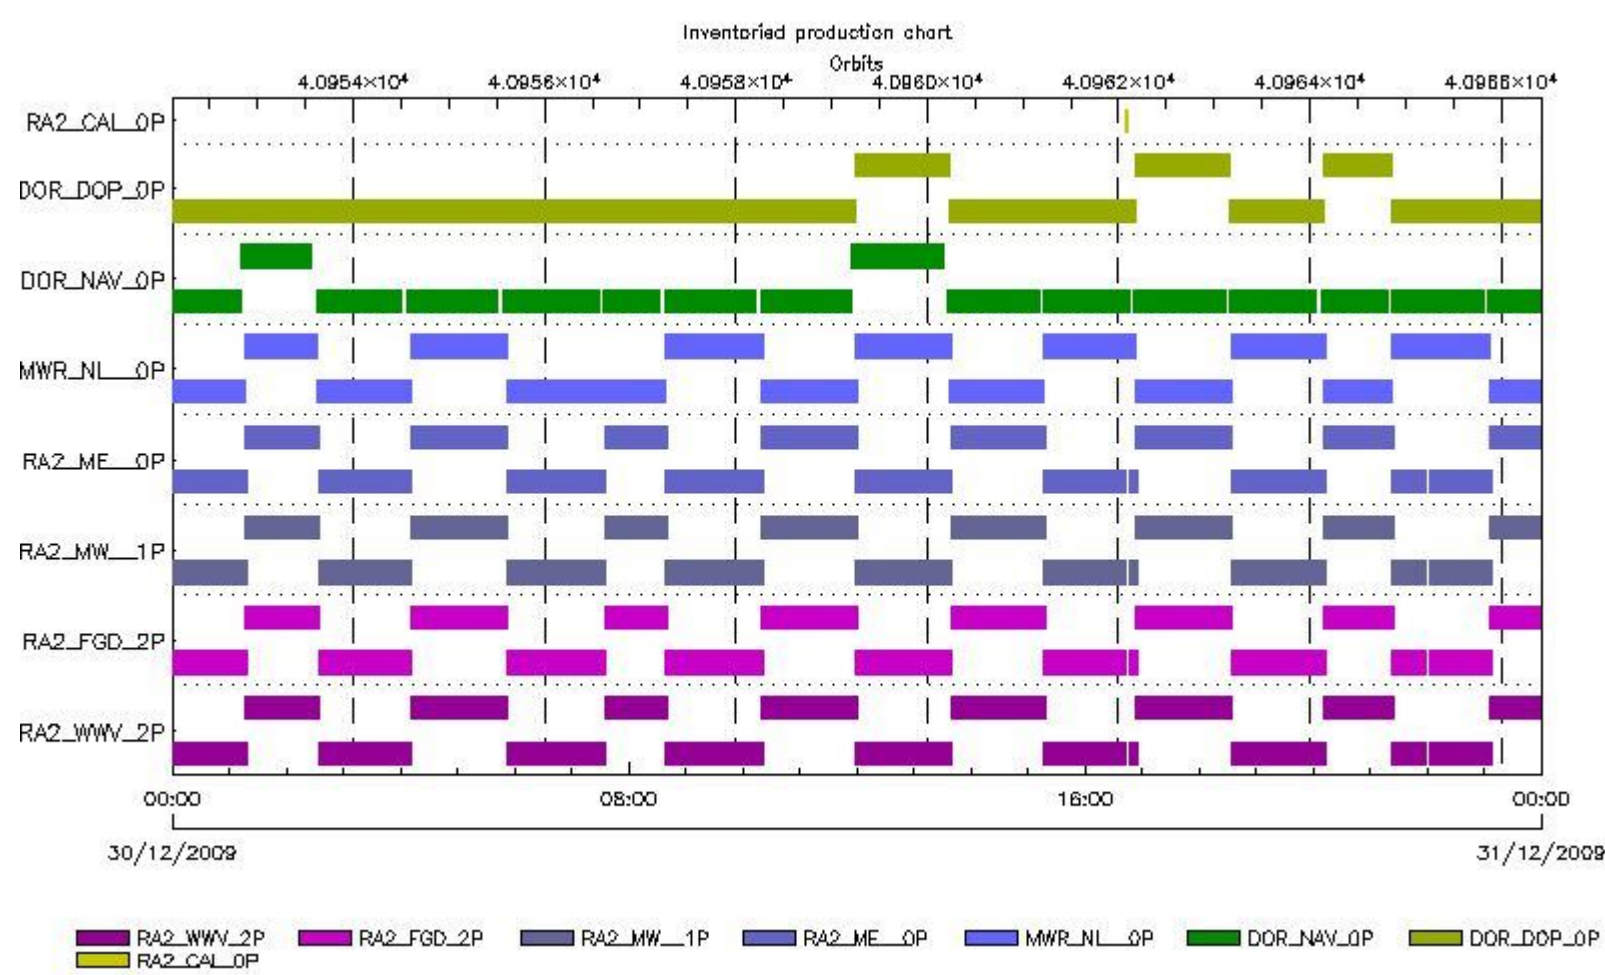 Inventoried production chart
Orbits
4.0954×10⁴ 4.0956×10⁴ 4.0958×10⁴ 4.0960×10⁴ 4.0962×10⁴ 4.0964×10⁴ 4.0966×10⁴
RA2_CAL_0P
DOR_DOP_0P
DOR_NAV_0P
MWR_NL__0P
RA2_ME__0P
RA2_MW__1P
RA2_FGD_2P
RA2_WWV_2P
00:00 08:00 16:00 00:00
30/12/2009 31/12/2009
RA2_WWV_2P RA2_FGD_2P RA2_MW__1P RA2_ME__0P MWR_NL__0P DOR_NAV_0P DOR_DOP_0P
RA2_CAL_0P